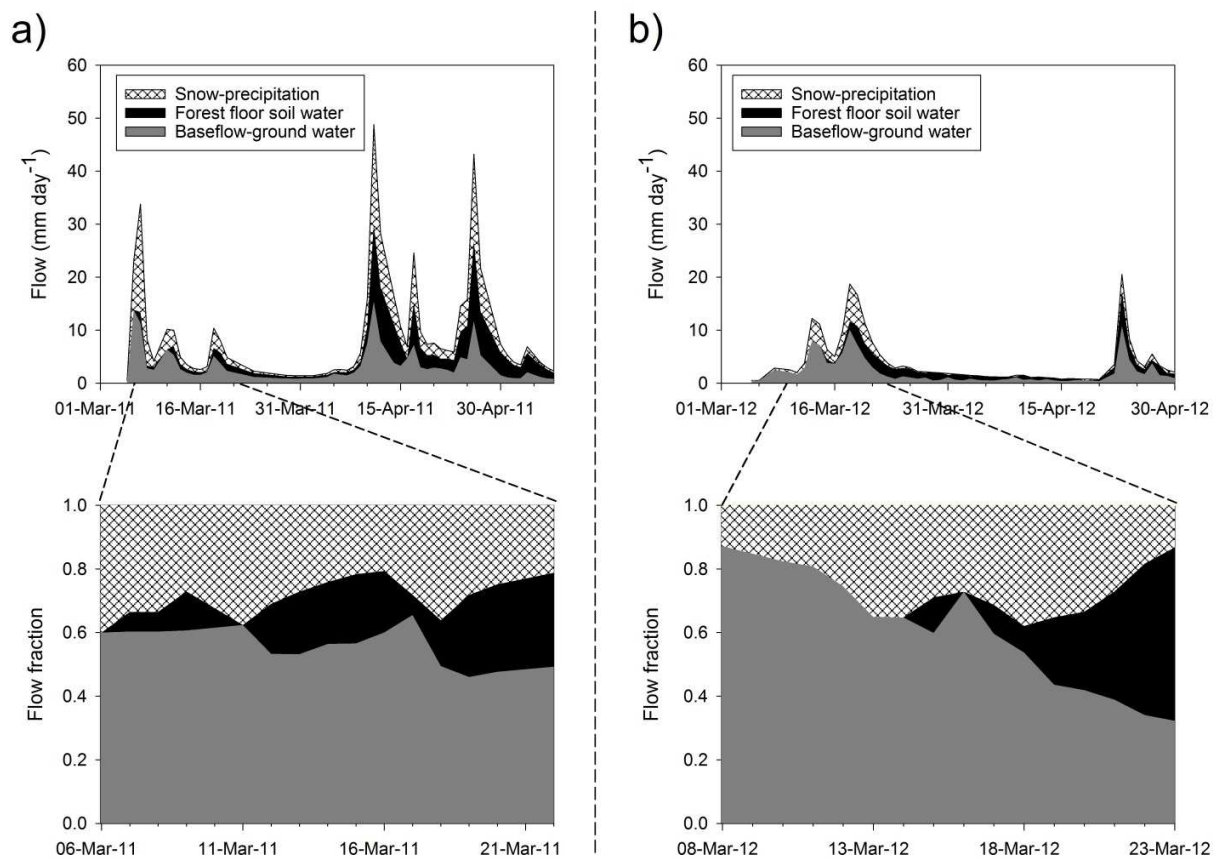 a)
60
50
40
30
20
10
0
Flow (mm day-1)
Snow-precipitation
Forest floor soil water
Baseflow-ground water
01-Mar-11 16-Mar-11 31-Mar-11 15-Apr-11 30-Apr-11
1.0
0.8
0.6
0.4
0.2
0.0
Flow fraction
06-Mar-11 11-Mar-11 16-Mar-11 21-Mar-11
b)
60
50
40
30
20
10
0
Flow (mm day-1)
Snow-precipitation
Forest floor soil water
Baseflow-ground water
01-Mar-12 16-Mar-12 31-Mar-12 15-Apr-12 30-Apr-12
1.0
0.8
0.6
0.4
0.2
0.0
Flow fraction
08-Mar-12 13-Mar-12 18-Mar-12 23-Mar-12